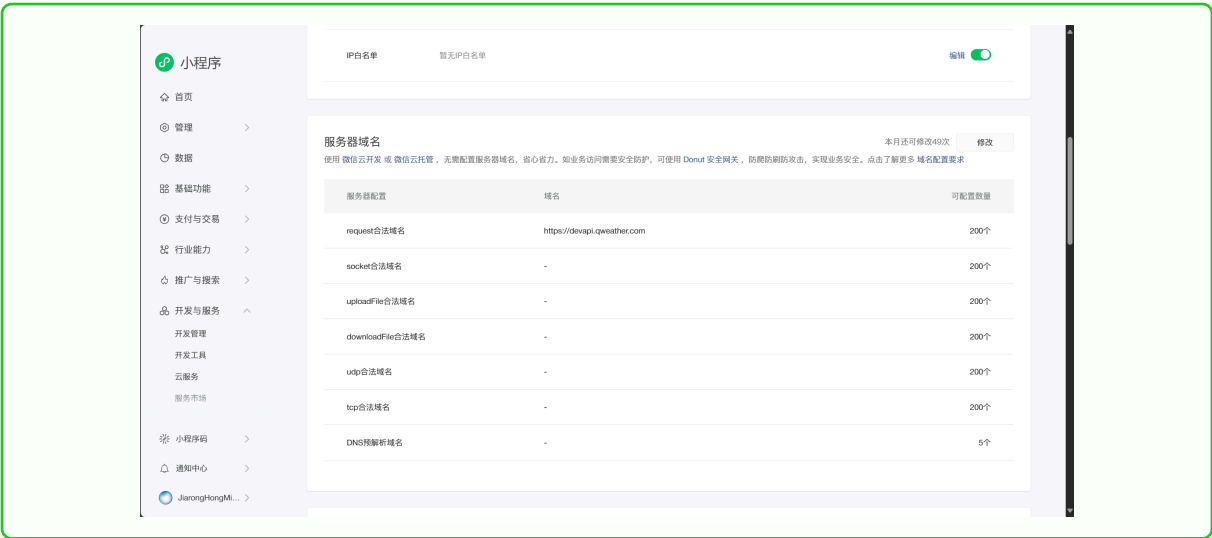 小程序
首页
管理
数据
基础功能
支付与交易
行业能力
推广与搜索
开发与服务
开发管理
开发工具
云服务
服务市场
小程序码
通知中心
JiarongHongMi...
IP白名单 暂无IP白名单 编辑
服务器域名 本月还可修改49次 修改
使用 微信云开发 或 微信云托管 ，无需配置服务器域名，省心省力。如业务访问需要安全防护，可使用 Donut 安全网关 ，防爬防刷防攻击，实现业务安全。点击了解更多 域名配置要求
服务器配置 域名 可配置数量
request合法域名 https://devapi.qweather.com 200个
socket合法域名 - 200个
uploadFile合法域名 - 200个
downloadFile合法域名 - 200个
udp合法域名 - 200个
tcp合法域名 - 200个
DNS预解析域名 - 5个